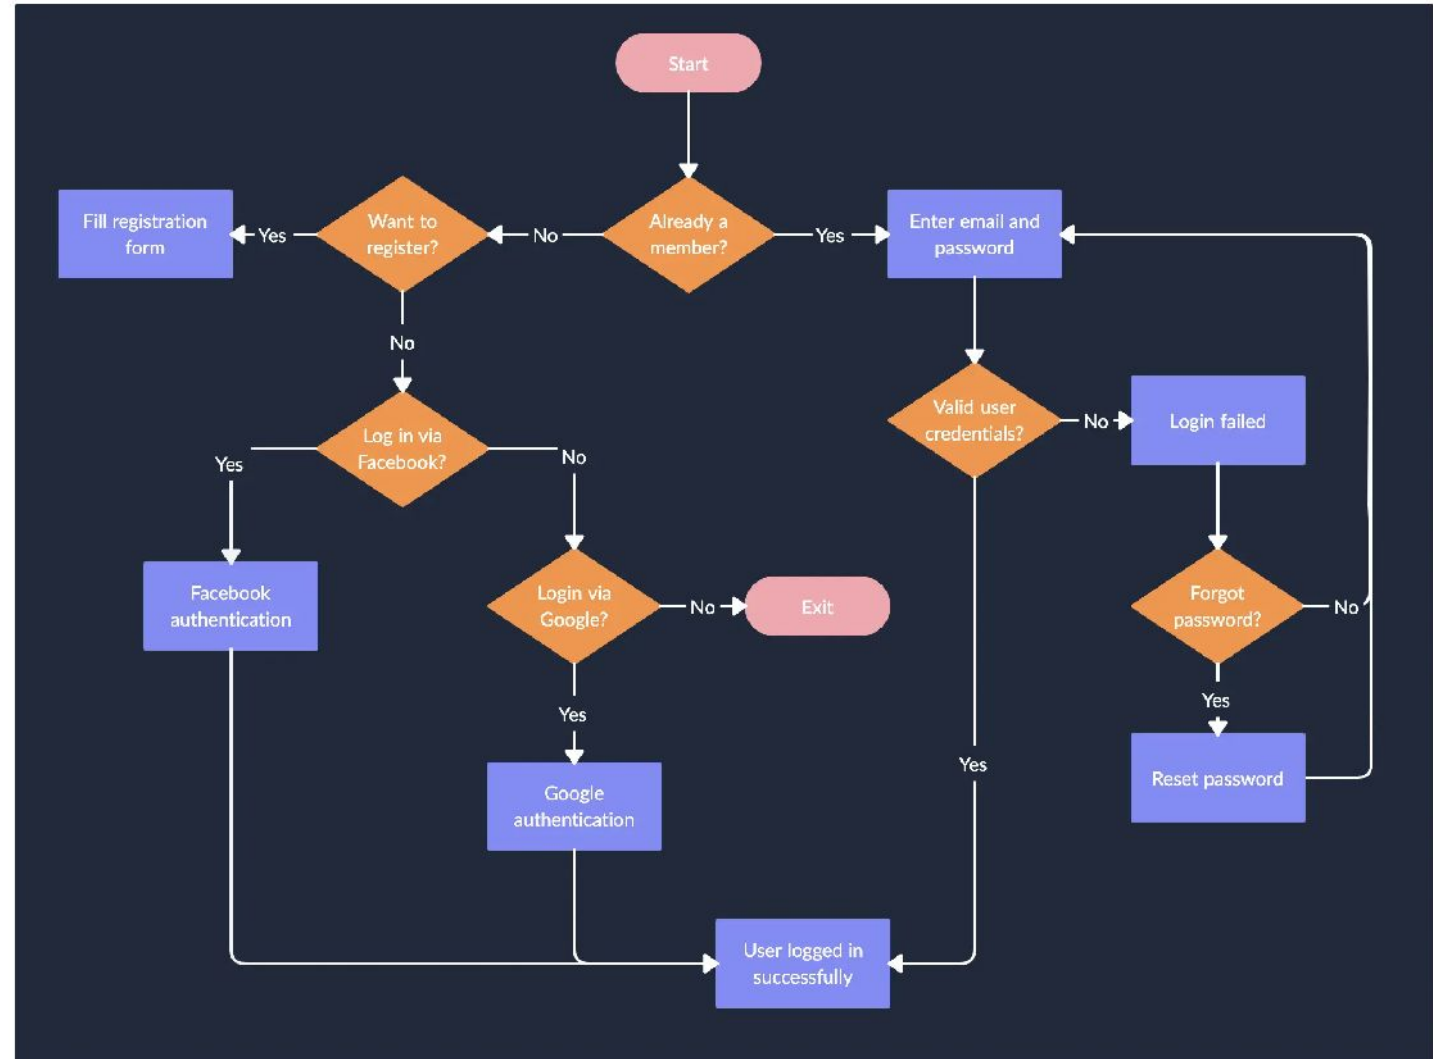 Start
Fill registration
form
Yes
Want to
register?
No
Already a
member?
Yes
Enter email and
password
No
Valid user
credentials?
No
Login failed
Log in via
Facebook?
Yes
No
Facebook
authentication
Login via
Google?
No
Exit
Forgot
password?
No
Yes
Yes
Yes
Reset password
Google
authentication
User logged in
successfully